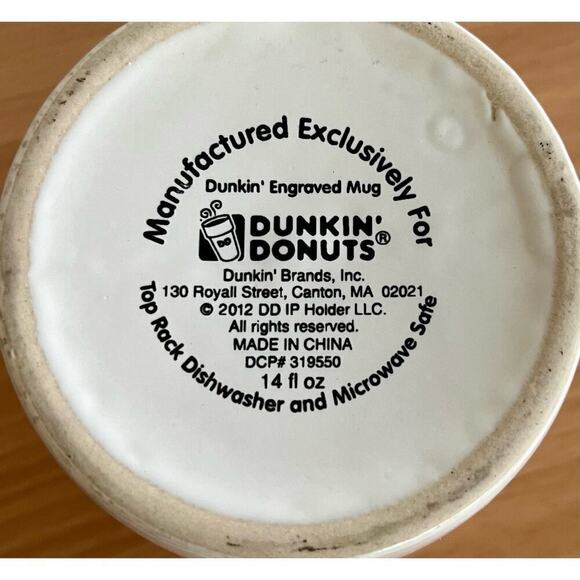 Manufactured Exclusively For
Dunkin' Engraved Mug
DD
DUNKIN'
DONUTS®
Dunkin' Brands, Inc.
130 Royall Street, Canton, MA 02021
© 2012 DD IP Holder LLC.
All rights reserved.
MADE IN CHINA
DCP# 319550
14 fl oz
Top Rack Dishwasher and Microwave Safe